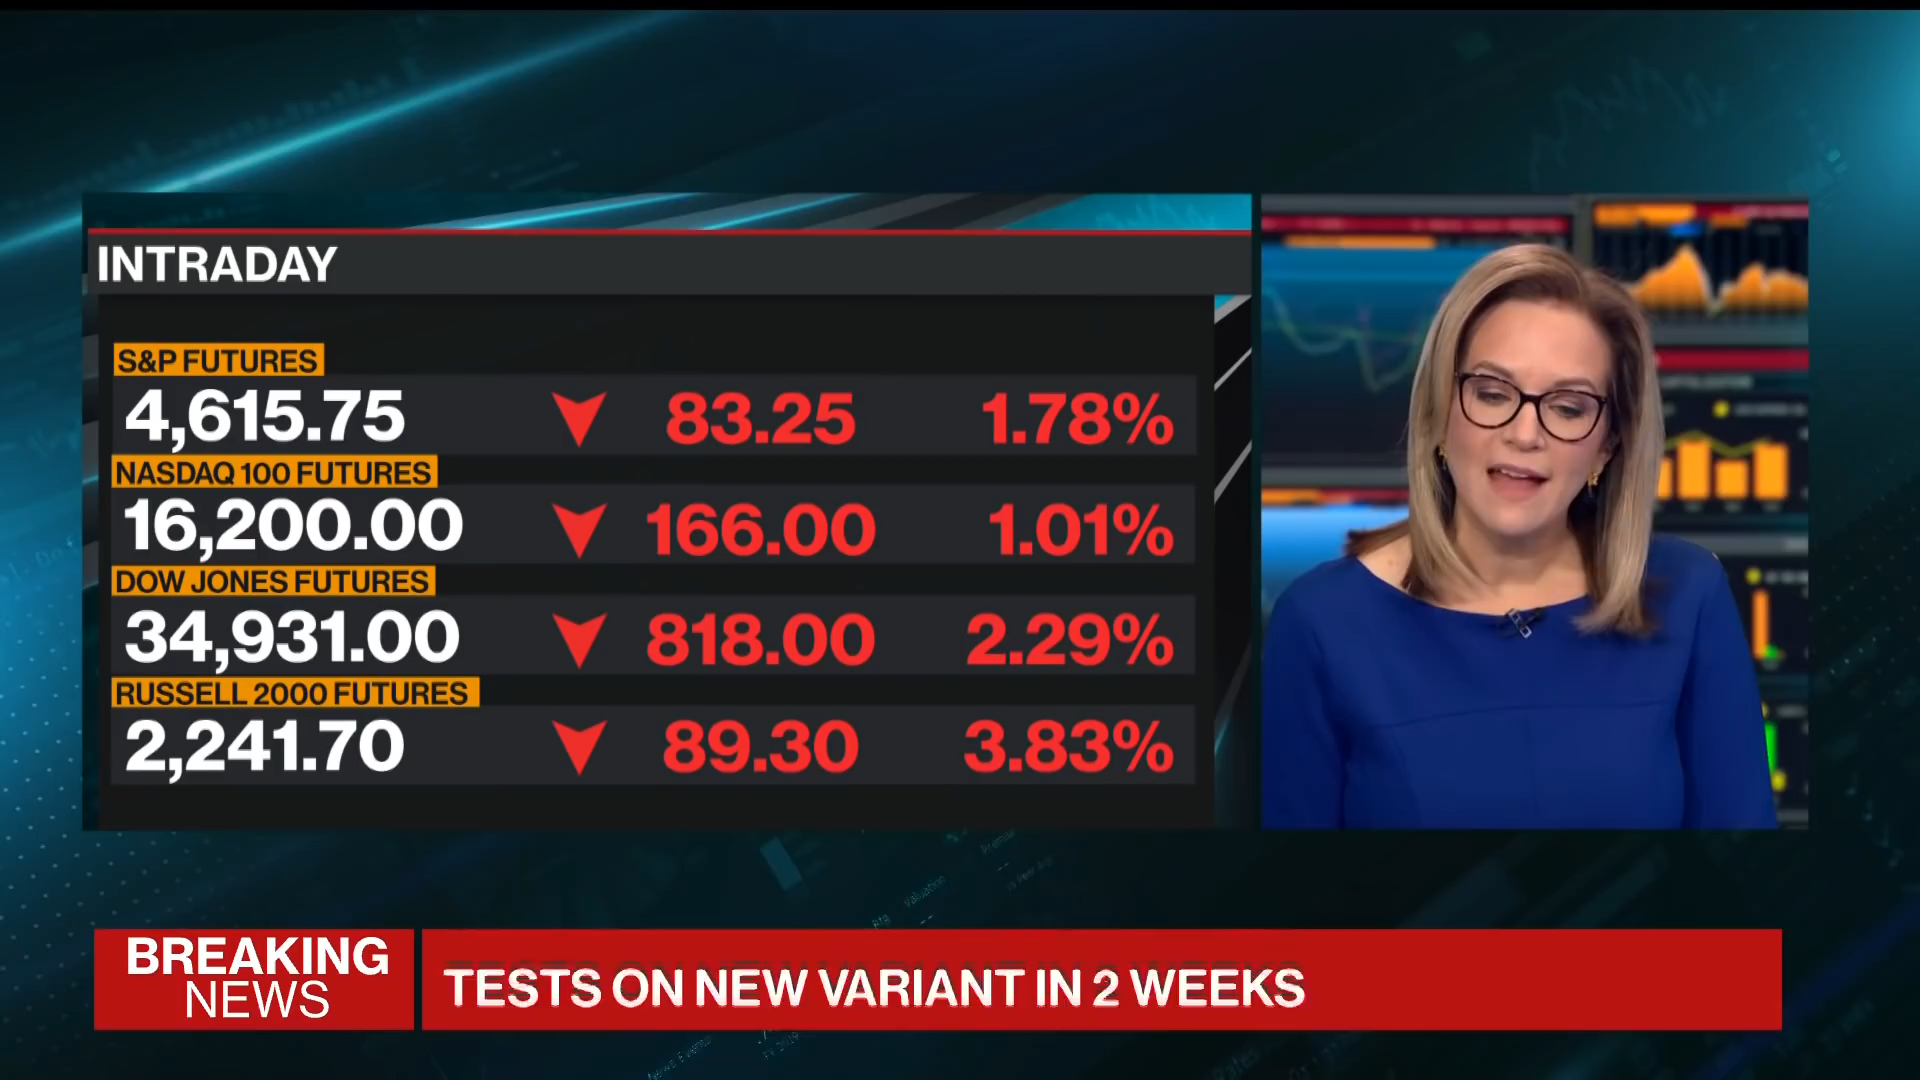 INTRADAY
S&P FUTURES
4,615.75 83.25 1.78%
NASDAQ 100 FUTURES
16,200.00 166.00 1.01%
DOW JONES FUTURES
34,931.00 818.00 2.29%
RUSSELL 2000 FUTURES
2,241.70 89.30 3.83%
BREAKING
NEWS
TESTS ON NEW VARIANT IN 2 WEEKS